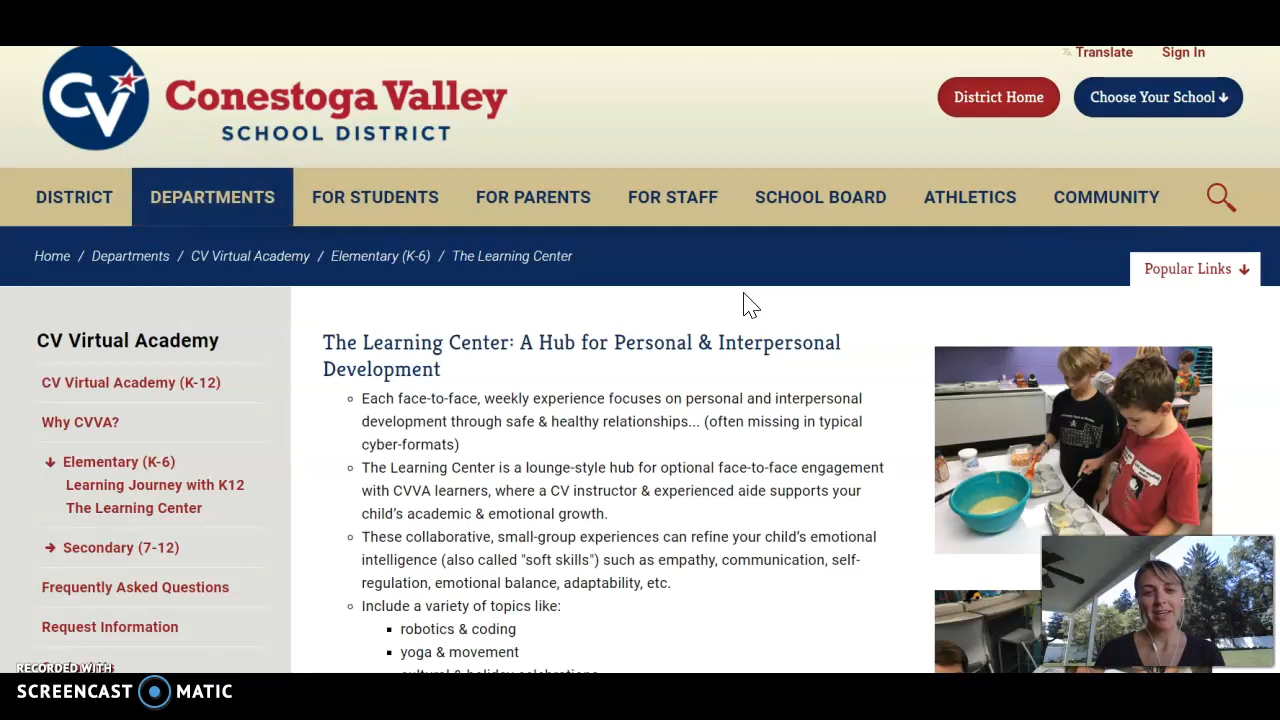 Translate Sign In
CV
Conestoga Valley
SCHOOL DISTRICT
District Home
Choose Your School
DISTRICT DEPARTMENTS FOR STUDENTS FOR PARENTS FOR STAFF SCHOOL BOARD ATHLETICS COMMUNITY
Home / Departments / CV Virtual Academy / Elementary (K-6) / The Learning Center
Popular Links
CV Virtual Academy
CV Virtual Academy (K-12)
Why CVVA?
Elementary (K-6)
Learning Journey with K12
The Learning Center
Secondary (7-12)
Frequently Asked Questions
Request Information
The Learning Center: A Hub for Personal & Interpersonal
Development
Each face-to-face, weekly experience focuses on personal and interpersonal
development through safe & healthy relationships... (often missing in typical
cyber-formats)
The Learning Center is a lounge-style hub for optional face-to-face engagement
with CVVA learners, where a CV instructor & experienced aide supports your
child's academic & emotional growth.
These collaborative, small-group experiences can refine your child's emotional
intelligence (also called "soft skills") such as empathy, communication, self-
regulation, emotional balance, adaptability, etc.
Include a variety of topics like:
robotics & coding
yoga & movement
cultural & holiday celebrations
RECORDED WITH
SCREENCAST MATIC